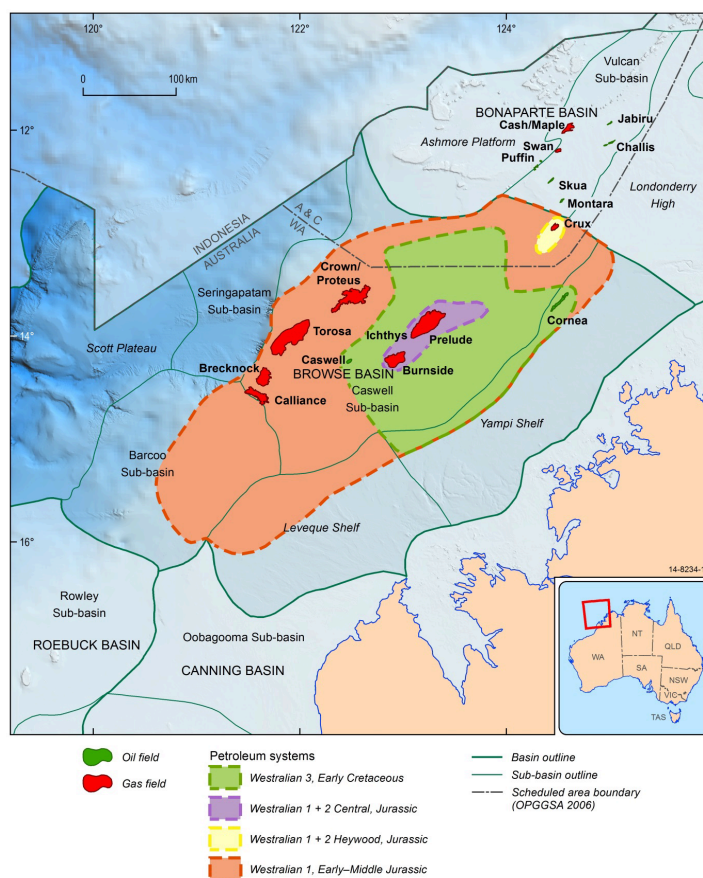 120°
122°
124°
0
100 km
Vulcan
Sub-basin
12°
BONAPARTE BASIN
Cash/Maple
Jabiru
Ashmore Platform
Swan
Challis
Puffin
Skua
Londonderry
High
Montara
Crux
INDONESIA
AUSTRALIA
A & C
WA
Crown/
Proteus
Seringapatam
Sub-basin
14°
Scott Plateau
Torosa
Ichthys
Prelude
Cornea
Caswell
Brecknock
BROWSE BASIN
Burnside
Calliance
Caswell
Sub-basin
Yampi Shelf
Barcoo
Sub-basin
Leveque Shelf
16°
14-8234-1
Rowley
Sub-basin
ROEBUCK BASIN
Oobagooma Sub-basin
CANNING BASIN
WA
NT
QLD
SA
NSW
VIC
TAS
Oil field
Gas field
Petroleum systems
Westralian 3, Early Cretaceous
Westralian 1 + 2 Central, Jurassic
Westralian 1 + 2 Heywood, Jurassic
Westralian 1, Early–Middle Jurassic
Basin outline
Sub-basin outline
Scheduled area boundary
(OPGGSA 2006)